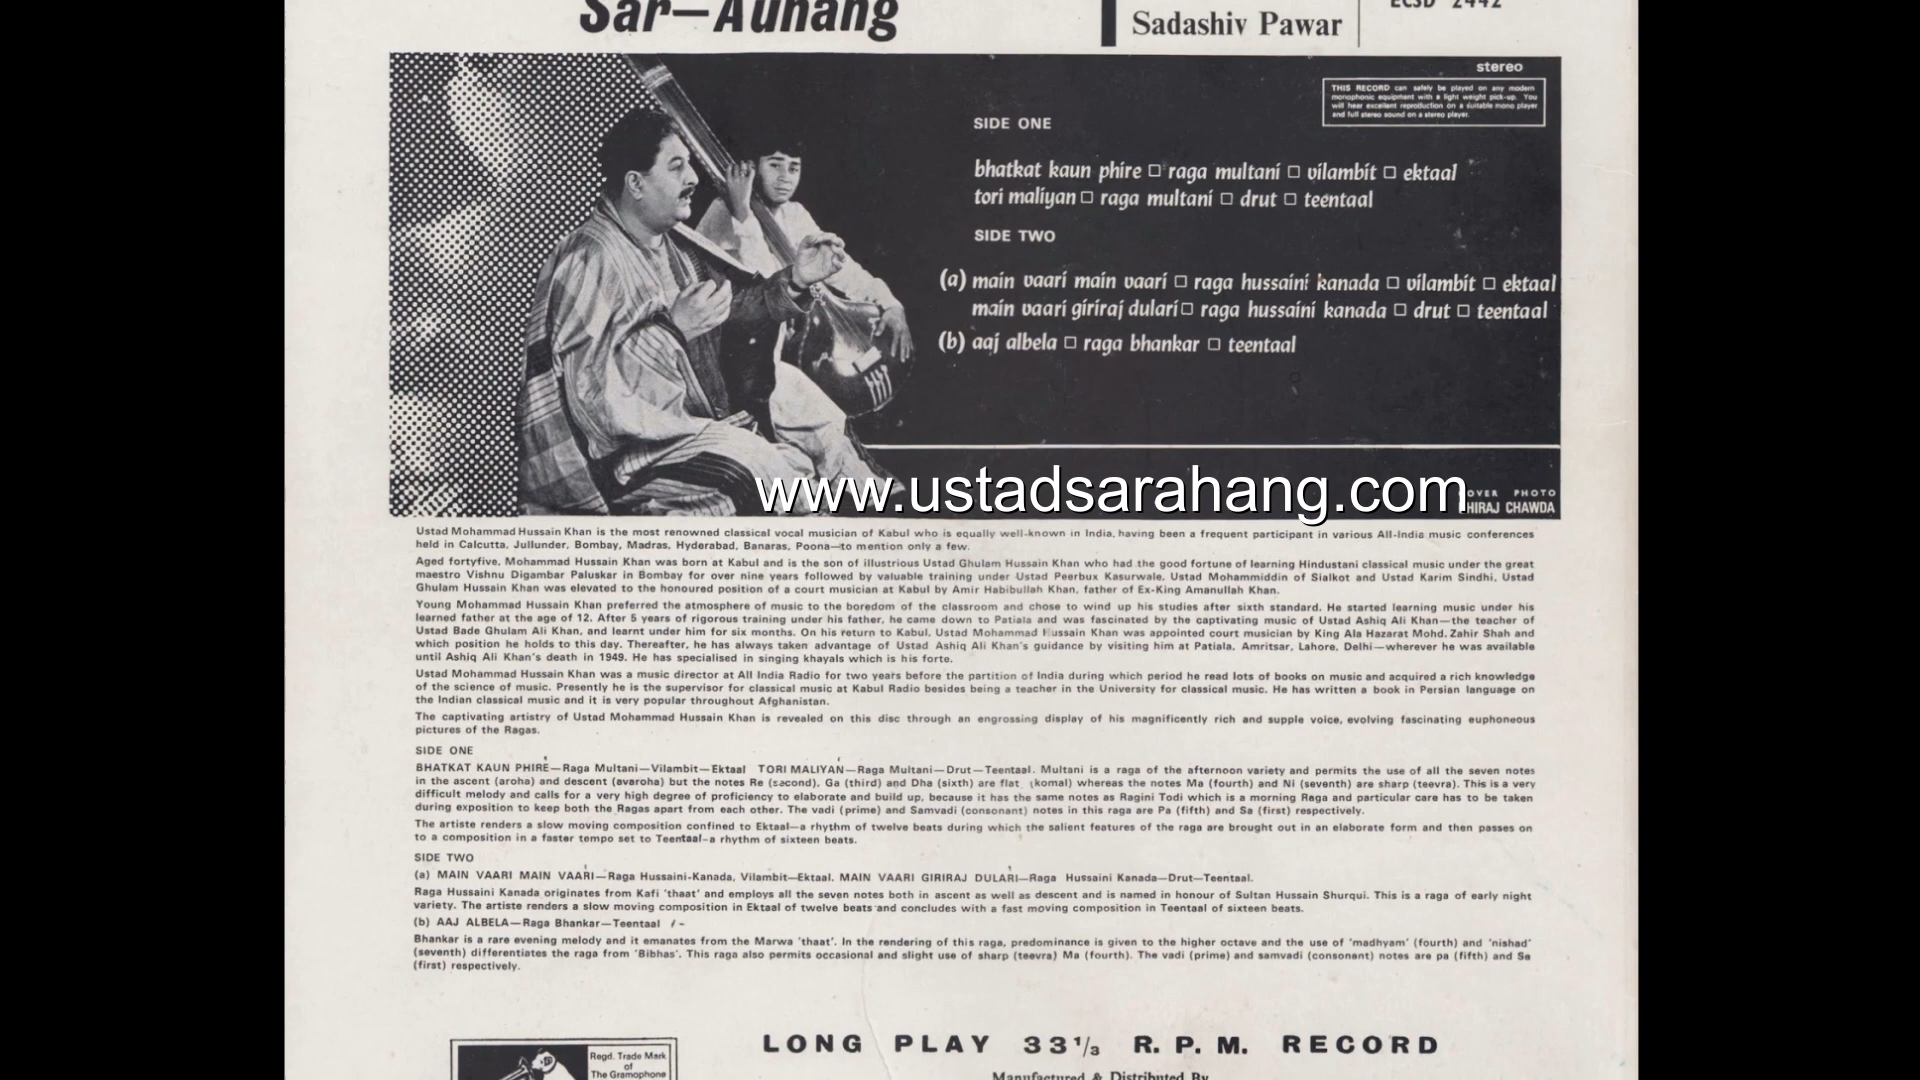 Sar—Auhang
Sadashiv Pawar
ECSD 2442
stereo
THIS RECORD can safely be played on any modern
monophonic equipment with a light weight pick-up. You
will hear excellent reproduction on a suitable mono player
and full stereo sound on a stereo player.
SIDE ONE
bhatkat kaun phire □ raga multani □ vilambit □ ektaal
tori maliyan □ raga multani □ drut □ teentaal
SIDE TWO
(a) main vaari main vaari □ raga hussaini kanada □ vilambit □ ektaal
main vaari giriraj dulari □ raga hussaini kanada □ drut □ teentaal
(b) aaj albela □ raga bhankar □ teentaal
www.ustadsarahang.com
OVER PHOTO
HIRAJ CHAWDA
Ustad Mohammad Hussain Khan is the most renowned classical vocal musician of Kabul who is equally well-known in India, having been a frequent participant in various All-India music conferences
held in Calcutta, Jullunder, Bombay, Madras, Hyderabad, Banaras, Poona—to mention only a few.
Aged fortyfive, Mohammad Hussain Khan was born at Kabul and is the son of illustrious Ustad Ghulam Hussain Khan who had the good fortune of learning Hindustani classical music under the great
maestro Vishnu Digambar Paluskar in Bombay for over nine years followed by valuable training under Ustad Peerbux Kasurwale, Ustad Mohammiddin of Sialkot and Ustad Karim Sindhi. Ustad
Ghulam Hussain Khan was elevated to the honoured position of a court musician at Kabul by Amir Habibullah Khan, father of Ex-King Amanullah Khan.
Young Mohammad Hussain Khan preferred the atmosphere of music to the boredom of the classroom and chose to wind up his studies after sixth standard. He started learning music under his
learned father at the age of 12. After 5 years of rigorous training under his father, he came down to Patiala and was fascinated by the captivating music of Ustad Ashiq Ali Khan—the teacher of
Ustad Bade Ghulam Ali Khan, and learnt under him for six months. On his return to Kabul, Ustad Mohammad Hussain Khan was appointed court musician by King Ala Hazarat Mohd. Zahir Shah and
which position he holds to this day. Thereafter, he has always taken advantage of Ustad Ashiq Ali Khan's guidance by visiting him at Patiala, Amritsar, Lahore, Delhi—wherever he was available
until Ashiq Ali Khan's death in 1949. He has specialised in singing khayals which is his forte.
Ustad Mohammad Hussain Khan was a music director at All India Radio for two years before the partition of India during which period he read lots of books on music and acquired a rich knowledge
of the science of music. Presently he is the supervisor for classical music at Kabul Radio besides being a teacher in the University for classical music. He has written a book in Persian language on
the Indian classical music and it is very popular throughout Afghanistan.
The captivating artistry of Ustad Mohammad Hussain Khan is revealed on this disc through an engrossing display of his magnificently rich and supple voice, evolving fascinating euphoneous
pictures of the Ragas.
SIDE ONE
BHATKAT KAUN PHIRE—Raga Multani—Vilambit—Ektaal TORI MALIYAN—Raga Multani—Drut—Teentaal. Multani is a raga of the afternoon variety and permits the use of all the seven notes
in the ascent (aroha) and descent (avaroha) but the notes Re (second), Ga (third) and Dha (sixth) are flat (komal) whereas the notes Ma (fourth) and Ni (seventh) are sharp (teevra). This is a very
difficult melody and calls for a very high degree of proficiency to elaborate and build up, because it has the same notes as Ragini Todi which is a morning Raga and particular care has to be taken
during exposition to keep both the Ragas apart from each other. The vadi (prime) and Samvadi (consonant) notes in this raga are Pa (fifth) and Sa (first) respectively.
The artiste renders a slow moving composition confined to Ektaal—a rhythm of twelve beats during which the salient features of the raga are brought out in an elaborate form and then passes on
to a composition in a faster tempo set to Teentaal—a rhythm of sixteen beats.
SIDE TWO
(a) MAIN VAARI MAIN VAARI—Raga Hussaini-Kanada, Vilambit—Ektaal. MAIN VAARI GIRIRAJ DULARI—Raga Hussaini Kanada—Drut—Teentaal.
Raga Hussaini Kanada originates from Kafi 'thaat' and employs all the seven notes both in ascent as well as descent and is named in honour of Sultan Hussain Shurqui. This is a raga of early night
variety. The artiste renders a slow moving composition in Ektaal of twelve beats and concludes with a fast moving composition in Teentaal of sixteen beats.
(b) AAJ ALBELA—Raga Bhankar—Teentaal
Bhankar is a rare evening melody and it emanates from the Marwa 'thaat'. In the rendering of this raga, predominance is given to the higher octave and the use of 'madhyam' (fourth) and 'nishad'
(seventh) differentiates the raga from 'Bibhas'. This raga also permits occasional and slight use of sharp (teevra) Ma (fourth). The vadi (prime) and samvadi (consonant) notes are pa (fifth) and Sa
(first) respectively.
Regd. Trade Mark
of
The Gramophone
LONG PLAY 33 1/3 R. P. M. RECORD
Manufactured & Distributed By